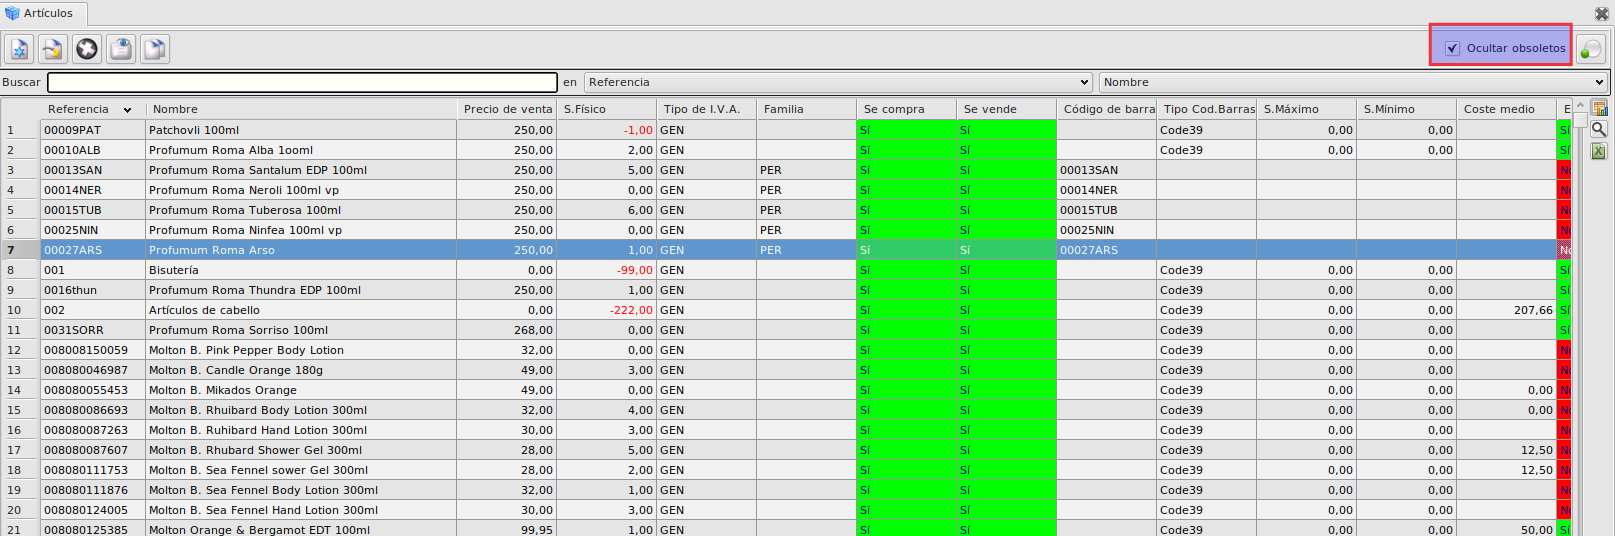 Artículos
Ocultar obsoletos
Buscar en Referencia Nombre
Referencia Nombre Precio de venta S.Físico Tipo de I.V.A. Familia Se compra Se vende Código de barra Tipo Cod.Barras S.Máximo S.Mínimo Coste medio E
1 00009PAT Patchovli 100ml 250,00 -1,00 GEN Sí Sí Code39 0,00 0,00 Sí
2 00010ALB Profumum Roma Alba 1ooml 250,00 2,00 GEN Sí Sí Code39 0,00 0,00 Sí
3 00013SAN Profumum Roma Santalum EDP 100ml 250,00 5,00 GEN PER Sí Sí 00013SAN No
4 00014NER Profumum Roma Neroli 100ml vp 250,00 0,00 GEN PER Sí Sí 00014NER No
5 00015TUB Profumum Roma Tuberosa 100ml 250,00 6,00 GEN PER Sí Sí 00015TUB No
6 00025NIN Profumum Roma Ninfea 100ml vp 250,00 0,00 GEN PER Sí Sí 00025NIN No
7 00027ARS Profumum Roma Arso 250,00 1,00 GEN PER Sí Sí 00027ARS No
8 001 Bisutería 0,00 -99,00 GEN Sí Sí Code39 0,00 0,00 Sí
9 0016thun Profumum Roma Thundra EDP 100ml 250,00 1,00 GEN Sí Sí Code39 0,00 0,00 Sí
10 002 Artículos de cabello 0,00 -222,00 GEN Sí Sí Code39 0,00 0,00 207,66 Sí
11 0031SORR Profumum Roma Sorriso 100ml 268,00 0,00 GEN Sí Sí Code39 0,00 0,00 Sí
12 008008150059 Molton B. Pink Pepper Body Lotion 32,00 0,00 GEN Sí Sí Code39 0,00 0,00 No
13 008080046987 Molton B. Candle Orange 180g 49,00 3,00 GEN Sí Sí Code39 0,00 0,00 No
14 008080055453 Molton B. Mikados Orange 49,00 0,00 GEN Sí Sí Code39 0,00 0,00 0,00 No
15 008080086693 Molton B. Rhuibard Body Lotion 300ml 32,00 4,00 GEN Sí Sí Code39 0,00 0,00 0,00 No
16 008080087263 Molton B. Ruhibard Hand Lotion 300ml 30,00 3,00 GEN Sí Sí Code39 0,00 0,00 No
17 008080087607 Molton B. Rhubard Shower Gel 300ml 28,00 5,00 GEN Sí Sí Code39 0,00 0,00 12,50 No
18 008080111753 Molton B. Sea Fennel sower Gel 300ml 28,00 2,00 GEN Sí Sí Code39 0,00 0,00 12,50 No
19 008080111876 Molton B. Sea Fennel Body Lotion 300ml 32,00 1,00 GEN Sí Sí Code39 0,00 0,00 No
20 008080124005 Molton B. Sea Fennel Hand Lotion 300ml 30,00 3,00 GEN Sí Sí Code39 0,00 0,00 No
21 008080125385 Molton Orange & Bergamot EDT 100ml 99,95 1,00 GEN Sí Sí Code39 0,00 0,00 50,00 Sí